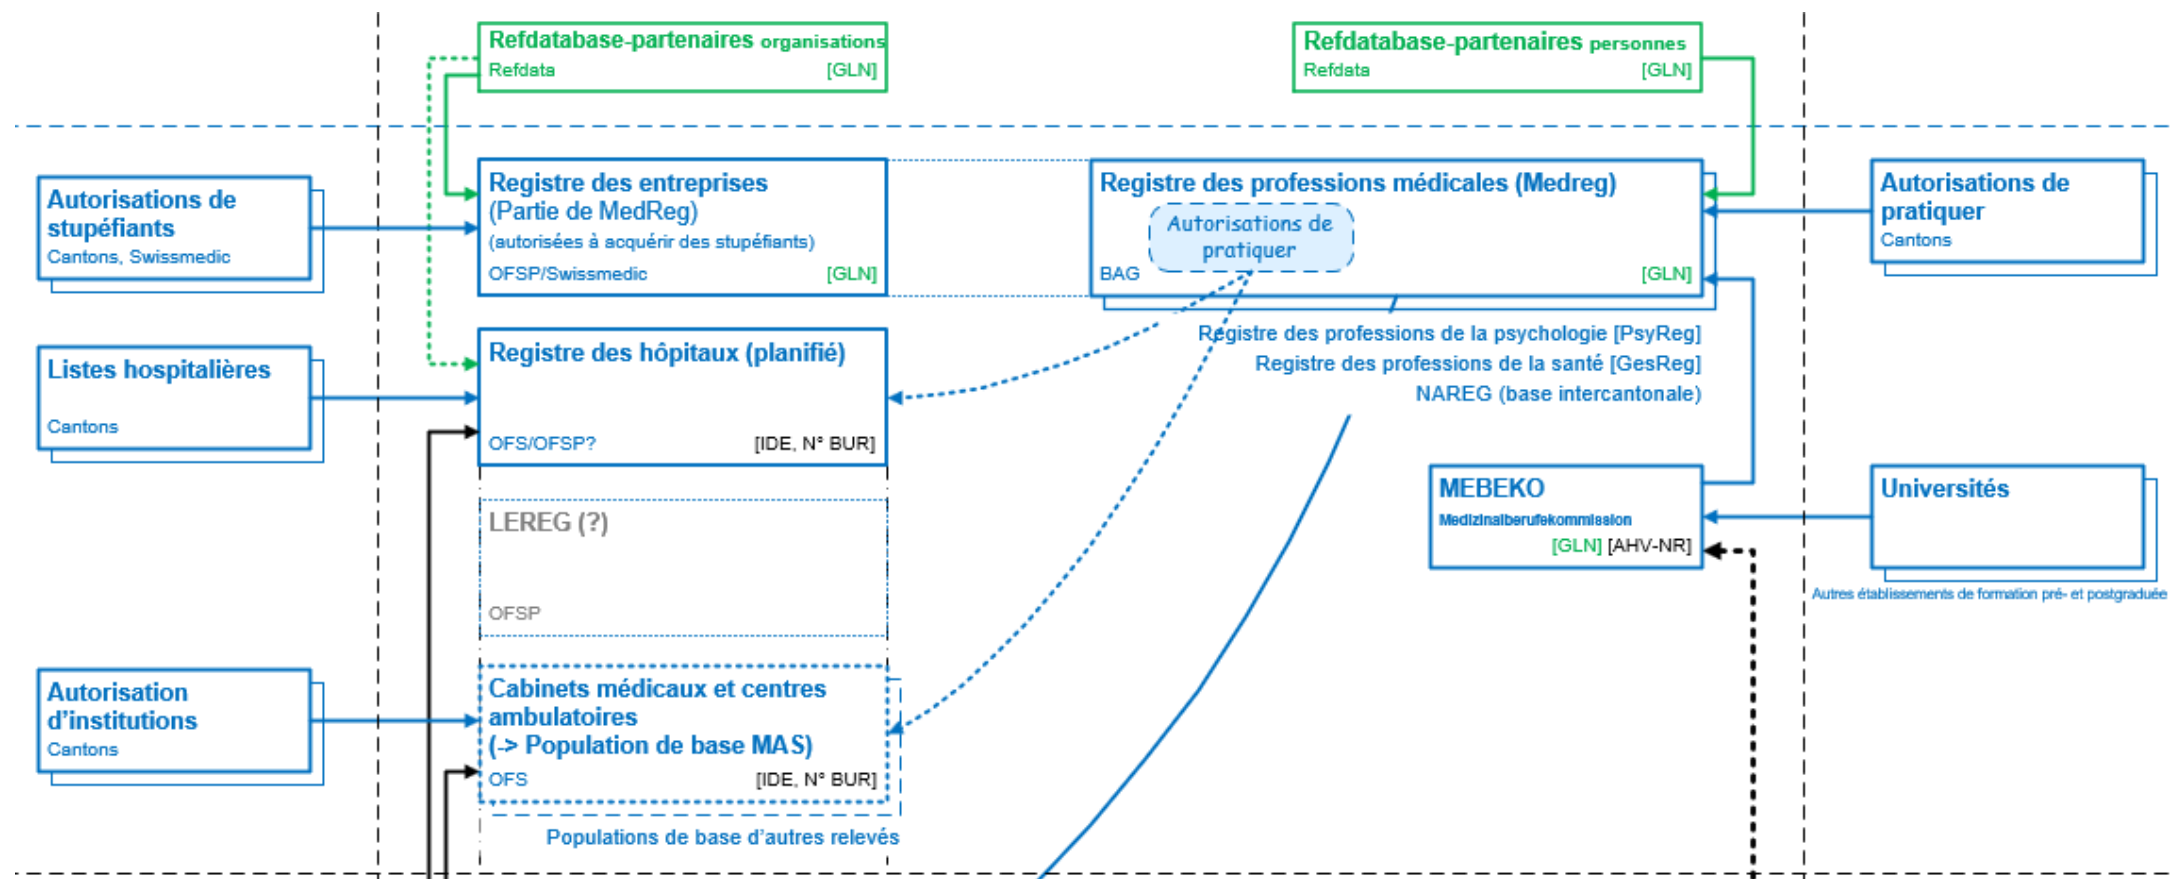 Refdatabase-partenaires organisations
Refdata [GLN]
Refdatabase-partenaires personnes
Refdata [GLN]
Autorisations de
stupéfiants
Cantons, Swissmedic
Registre des entreprises
(Partie de MedReg)
(autorisées à acquérir des stupéfiants)
OFSP/Swissmedic [GLN]
Registre des professions médicales (Medreg)
Autorisations de
pratiquer
BAG [GLN]
Autorisations de
pratiquer
Cantons
Registre des professions de la psychologie [PsyReg]
Registre des professions de la santé [GesReg]
NAREG (base intercantonale)
Listes hospitalières
Cantons
Registre des hôpitaux (planifié)
OFS/OFSP? [IDE, N° BUR]
LEREG (?)
OFSP
MEBEKO
Medizinalberufekommission
[GLN] [AHV-NR]
Universités
Autres établissements de formation pré- et postgraduée
Autorisation
d'institutions
Cantons
Cabinets médicaux et centres
ambulatoires
(-> Population de base MAS)
OFS [IDE, N° BUR]
Populations de base d'autres relevés